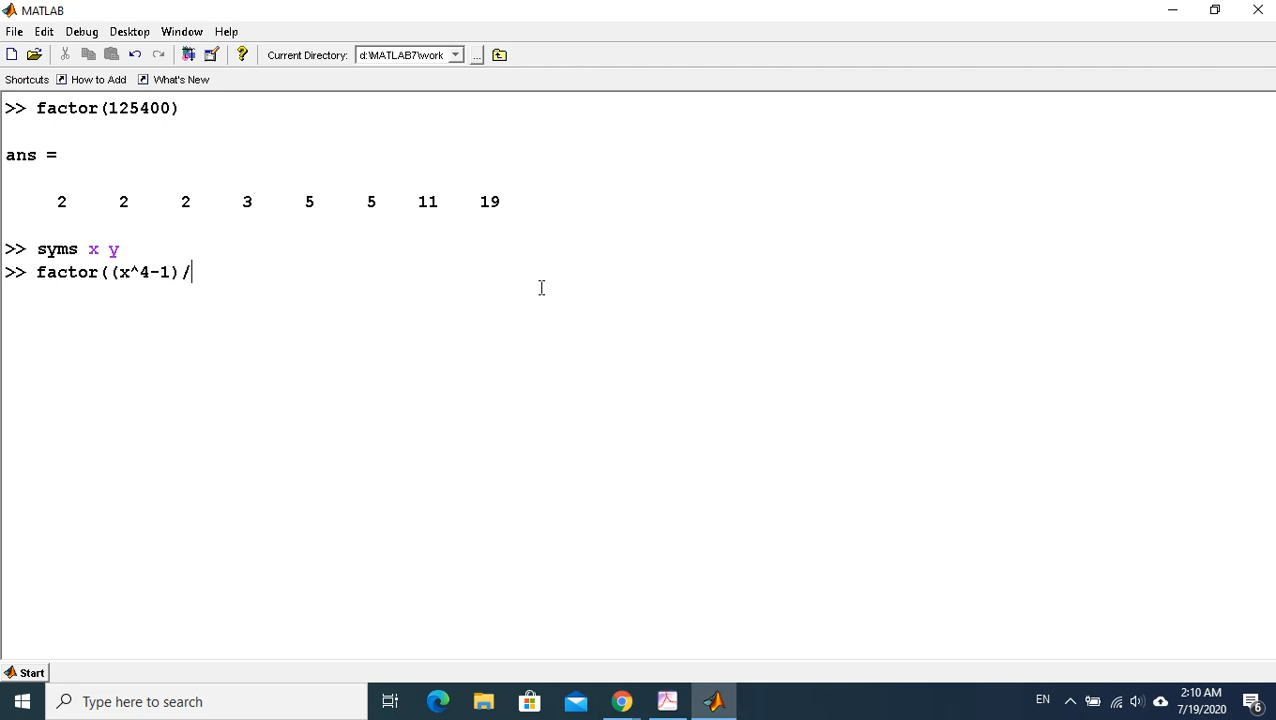 MATLAB
File Edit Debug Desktop Window Help
Current Directory: d:\MATLAB7\work ...
Shortcuts How to Add What's New
>> factor(125400)
ans =
2 2 2 3 5 5 11 19
>> syms x y
>> factor((x^4-1)/
Start
Type here to search
EN
2:10 AM
7/19/2020
6